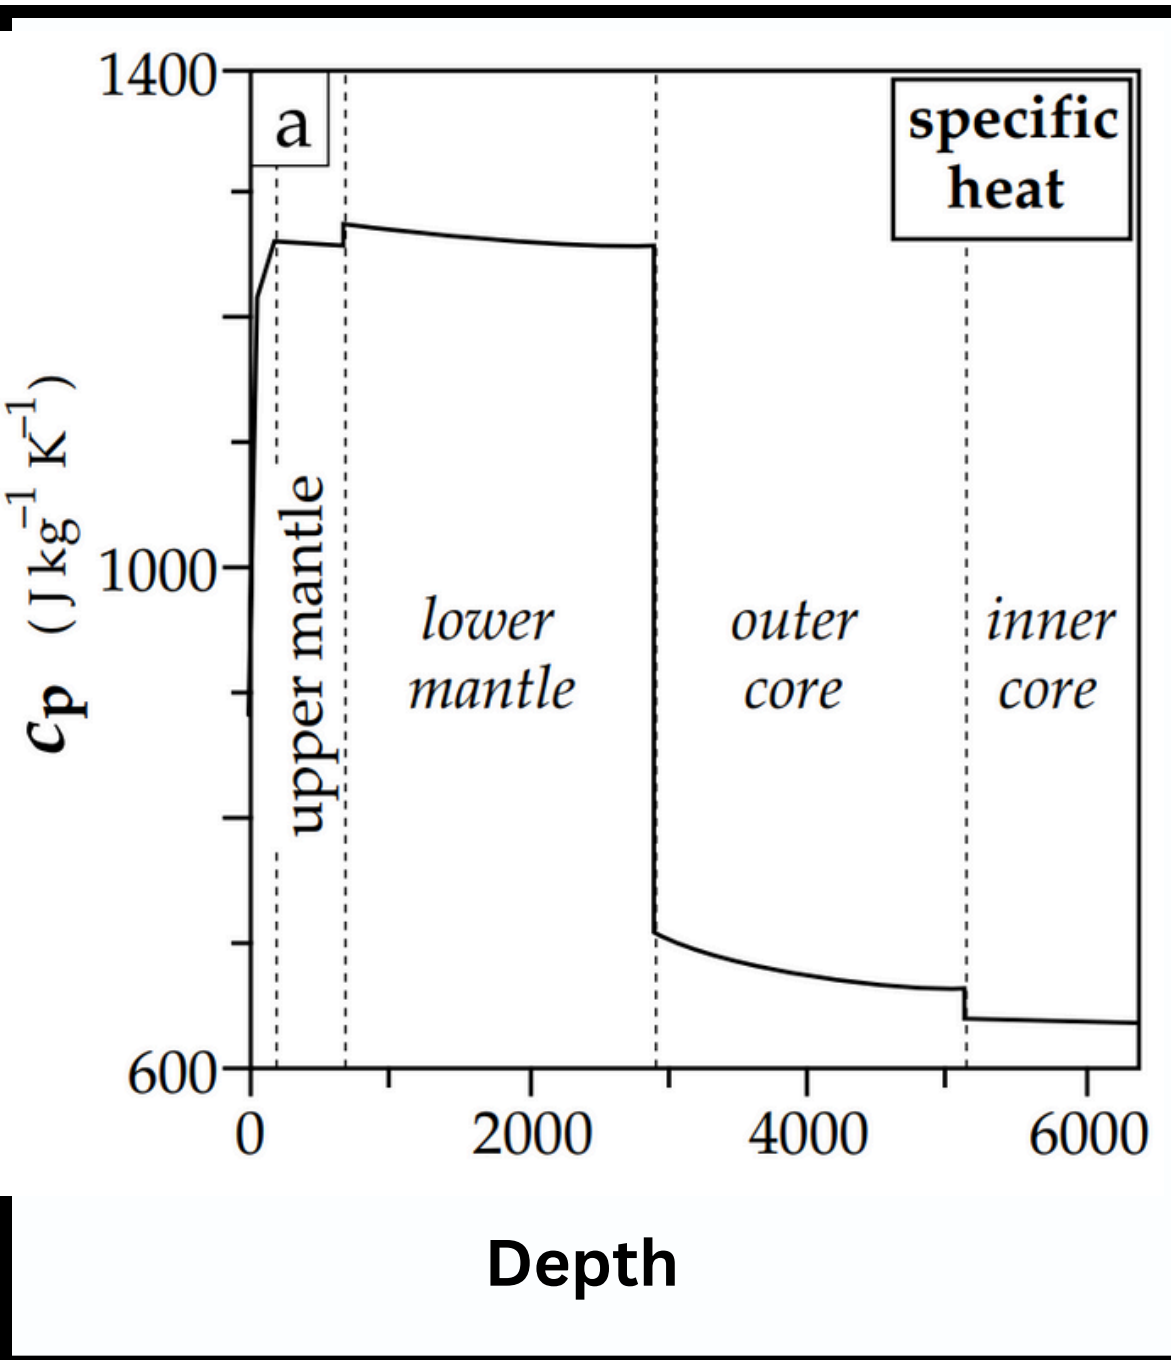 1400
a
specific
heat
c_p (J kg⁻¹ K⁻¹)
1000
upper mantle
lower
mantle
outer
core
inner
core
600
0 2000 4000 6000
Depth